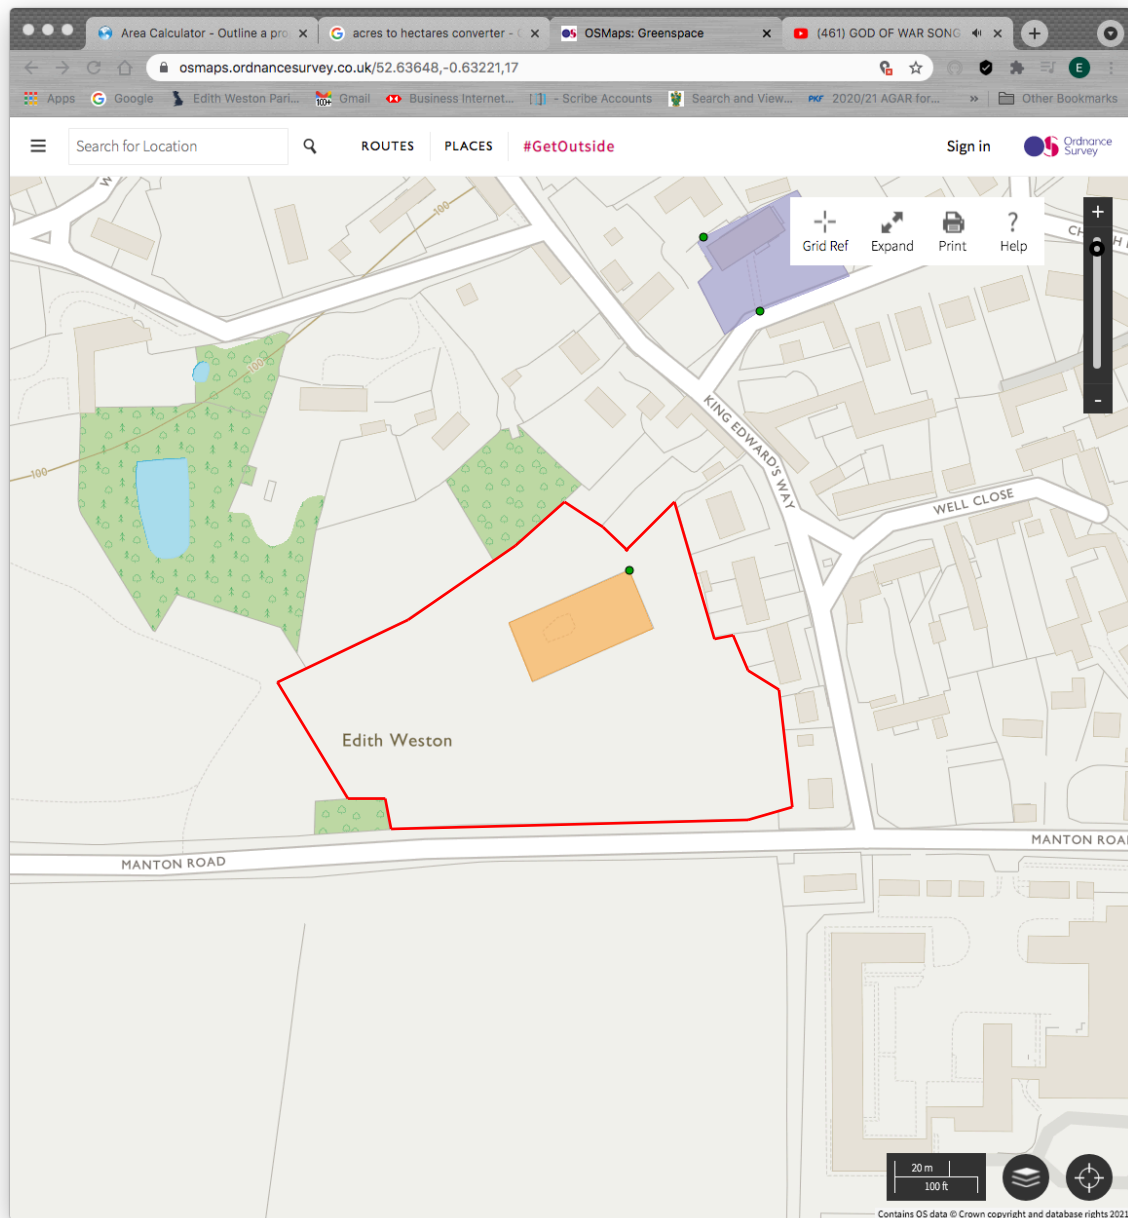 Area Calculator - Outline a pro
acres to hectares converter -
OSMaps: Greenspace
(461) GOD OF WAR SONG
osmaps.ordnancesurvey.co.uk/52.63648,-0.63221,17
E
Apps
Google
Edith Weston Pari...
Gmail
Business Internet...
- Scribe Accounts
Search and View...
PKF
2020/21 AGAR for...
»
Other Bookmarks
Search for Location
ROUTES
PLACES
#GetOutside
Sign in
Ordnance
Survey
Grid Ref
Expand
Print
?
Help
+
-
W
100
CH
H
100
100
KING EDWARD'S WAY
WELL CLOSE
Edith Weston
MANTON ROAD
MANTON ROA
20 m
100 ft
Contains OS data © Crown copyright and database rights 2021